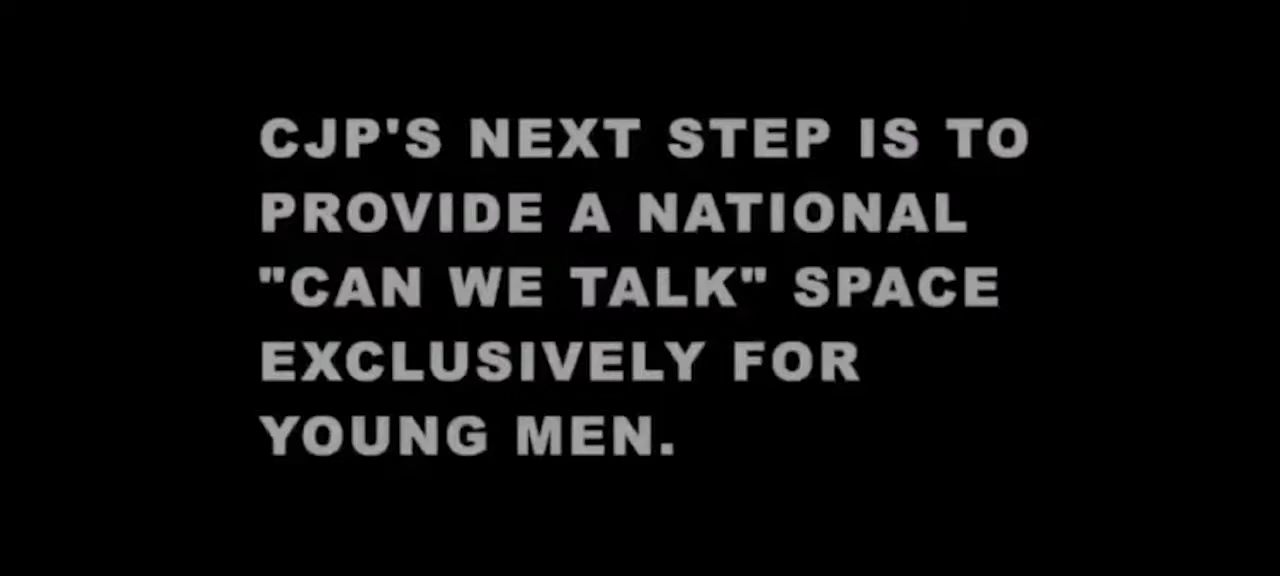 CJP'S NEXT STEP IS TO
PROVIDE A NATIONAL
"CAN WE TALK" SPACE
EXCLUSIVELY FOR
YOUNG MEN.